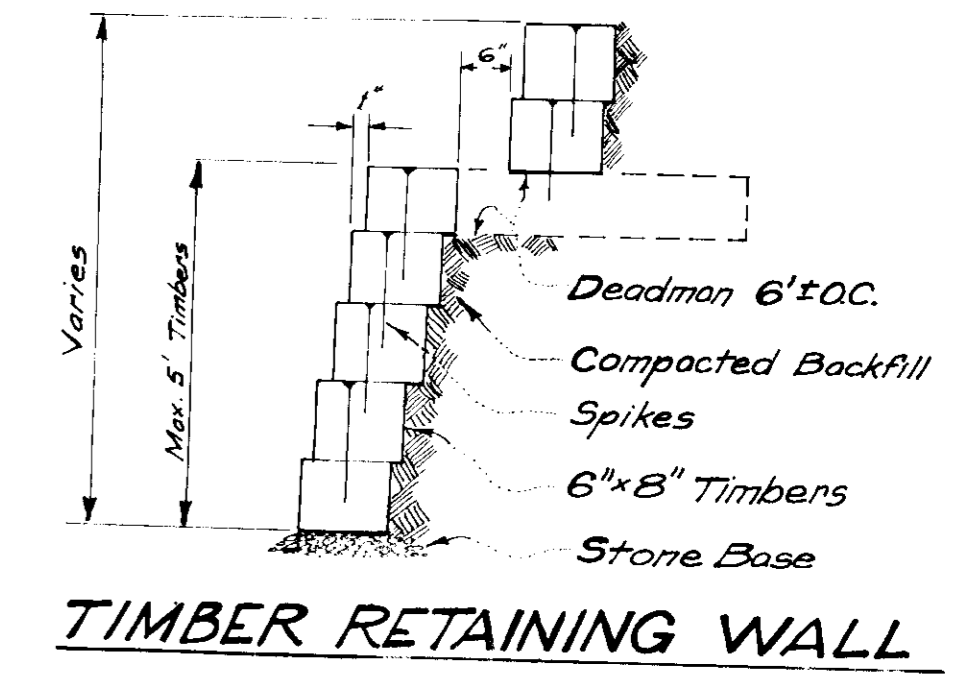 6"
1"
Varies
Max. 5' Timbers
Deadman 6'±O.C.
Compacted Backfill
Spikes
6"x8" Timbers
Stone Base
TIMBER RETAINING WALL